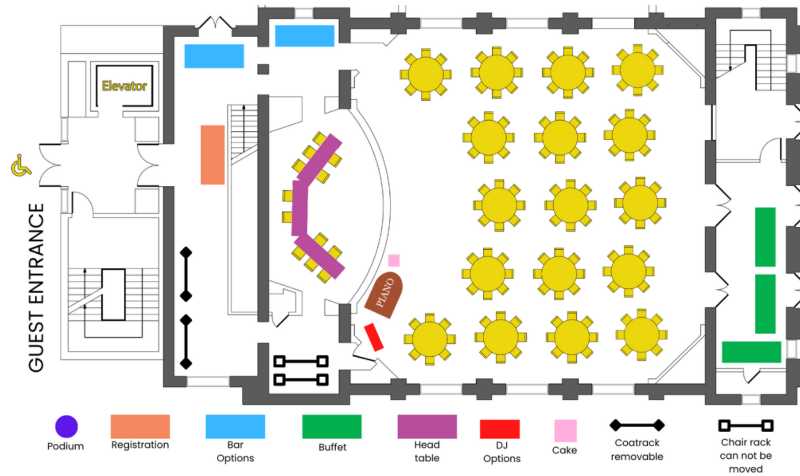 Elevator
GUEST ENTRANCE
PIANO
Podium
Registration
Bar
Options
Buffet
Head
table
DJ
Options
Cake
Coatrack
removable
Chair rack
can not be
moved